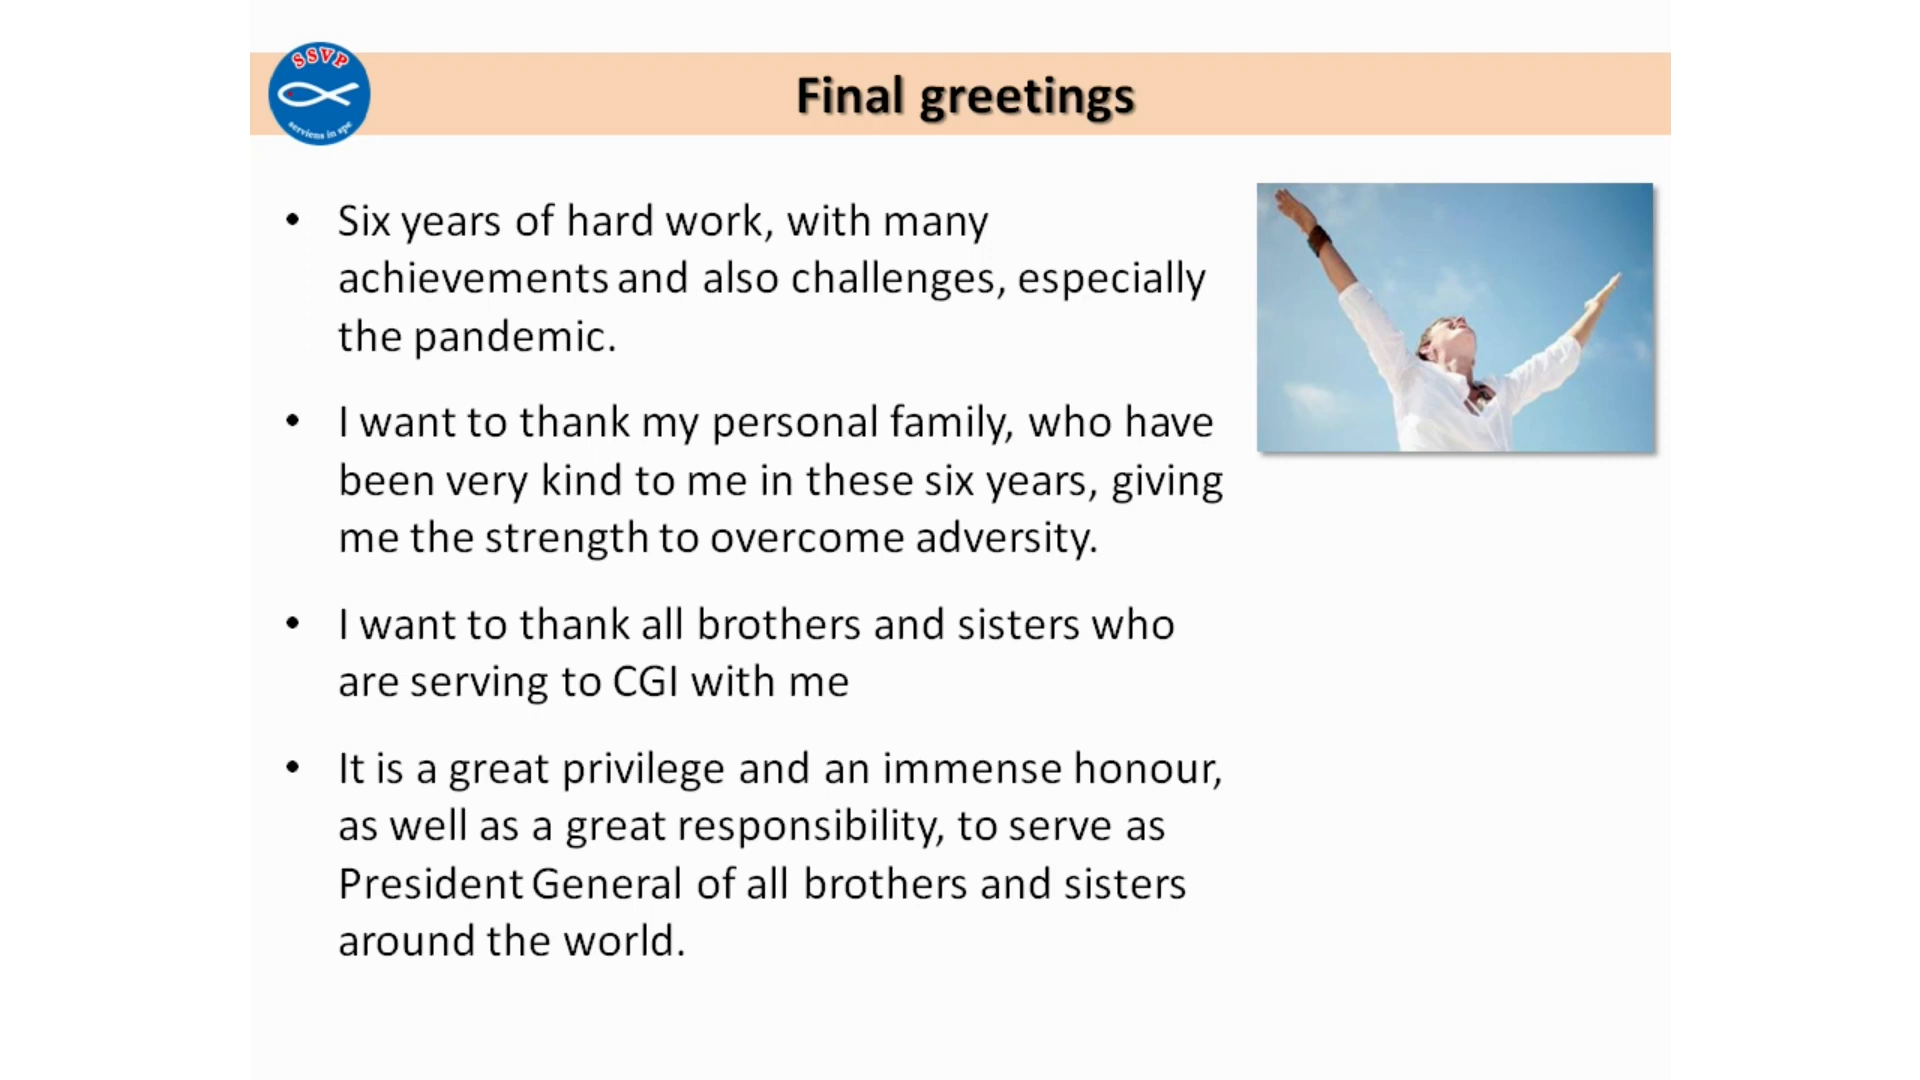 SSVP
serviens in spe
Final greetings
• Six years of hard work, with many
achievements and also challenges, especially
the pandemic.
• I want to thank my personal family, who have
been very kind to me in these six years, giving
me the strength to overcome adversity.
• I want to thank all brothers and sisters who
are serving to CGI with me
• It is a great privilege and an immense honour,
as well as a great responsibility, to serve as
President General of all brothers and sisters
around the world.